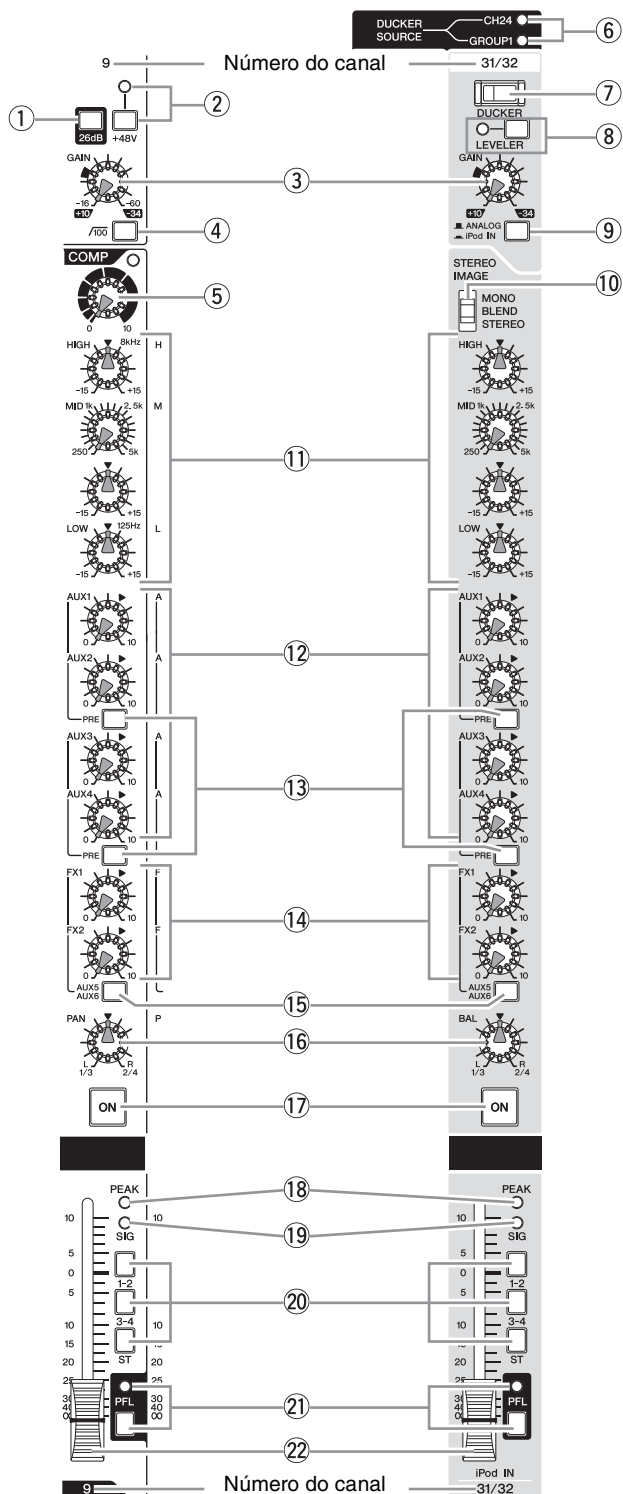 DUCKER SOURCE CH24 GROUP1 ⑥
9 Número do canal 31/32
① 26dB +48V ② ⑦ DUCKER
LEVELER ⑧
GAIN -16 -60 +10 -34 ③ GAIN +10 -34
/100 ④ ANALOG iPod IN ⑨
COMP 0 10 ⑤ STEREO IMAGE MONO BLEND STEREO ⑩
HIGH 8kHz -15 +15 H HIGH -15 +15
MID 1k 2.5k 250 5k M ⑪ MID 1k 2.5k 250 5k
-15 +15 -15 +15
LOW 125Hz -15 +15 L LOW -15 +15
AUX1 0 10 A AUX1 0 10
AUX2 0 10 A ⑫ AUX2 0 10
PRE PRE
AUX3 0 10 A ⑬ AUX3 0 10
AUX4 0 10 A AUX4 0 10
PRE PRE
FX1 0 10 F ⑭ FX1 0 10
FX2 0 10 F FX2 0 10
AUX5 AUX6 ⑮ AUX5 AUX6
PAN L R 1/3 2/4 P ⑯ BAL L R 1/3 2/4
ON ⑰ ON
PEAK ⑱ PEAK
10 SIG 10 ⑲ 10 SIG
5 5
0 1-2 0 1-2
5 3-4 ⑳ 5 3-4
10 10 10
15 ST 15 15 ST
20 20 20
25 25 25
30 PFL 30 ㉑ 30 PFL
40 40 40
∞ ∞ ㉒ ∞
iPod IN
9 Número do canal 31/32